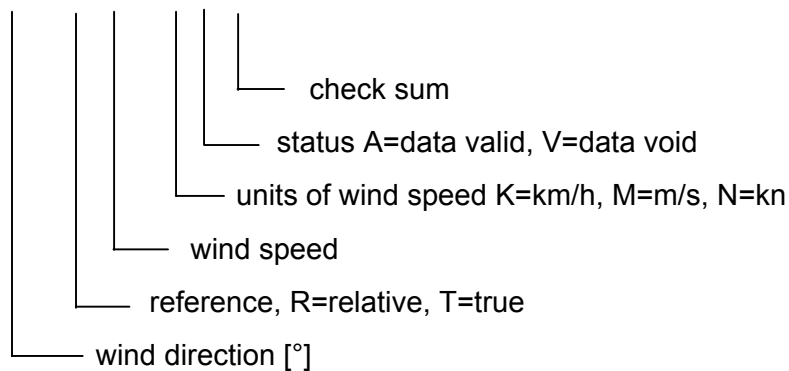 check sum
status A=data valid, V=data void
units of wind speed K=km/h, M=m/s, N=kn
wind speed
reference, R=relative, T=true
wind direction [°]